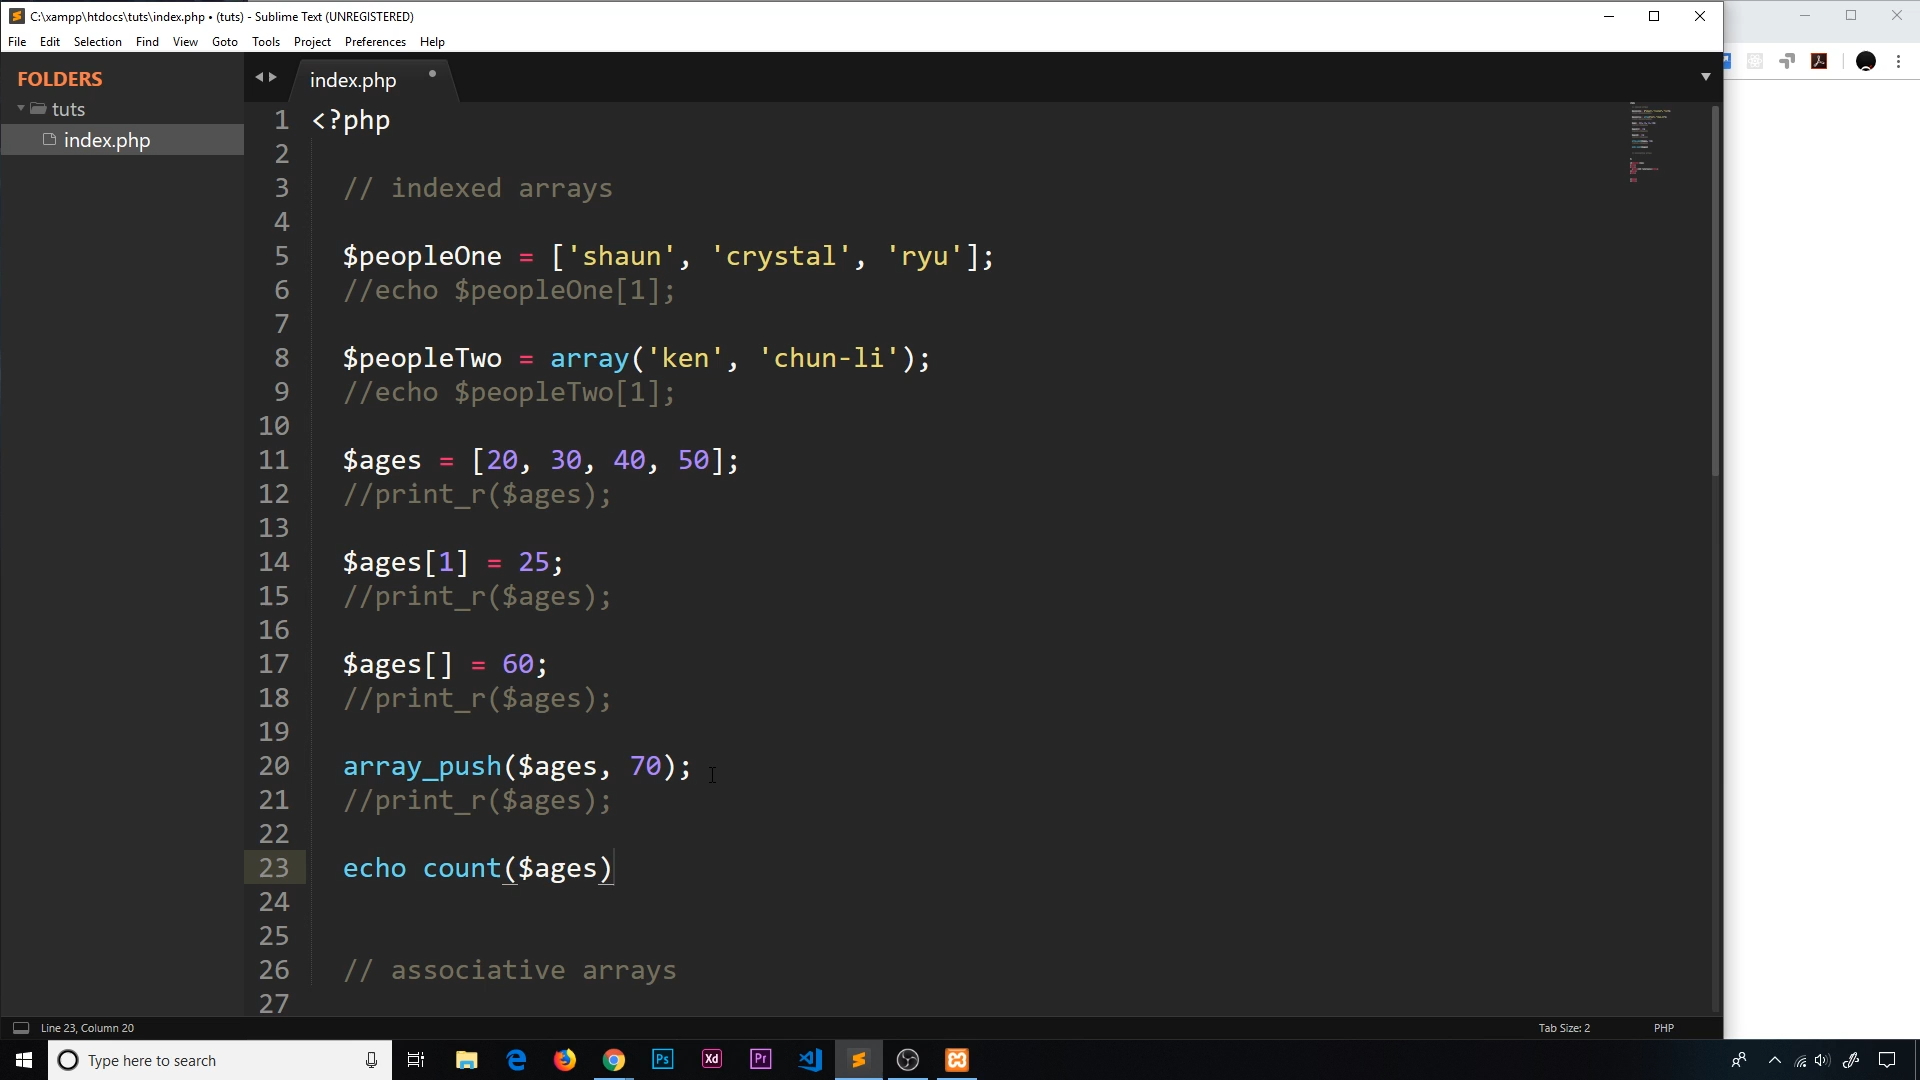 C:\xampp\htdocs\tuts\index.php • (tuts) - Sublime Text (UNREGISTERED)
File Edit Selection Find View Goto Tools Project Preferences Help
FOLDERS
tuts
index.php
index.php
1 <?php
2
3 // indexed arrays
4
5 $peopleOne = ['shaun', 'crystal', 'ryu'];
6 //echo $peopleOne[1];
7
8 $peopleTwo = array('ken', 'chun-li');
9 //echo $peopleTwo[1];
10
11 $ages = [20, 30, 40, 50];
12 //print_r($ages);
13
14 $ages[1] = 25;
15 //print_r($ages);
16
17 $ages[] = 60;
18 //print_r($ages);
19
20 array_push($ages, 70);
21 //print_r($ages);
22
23 echo count($ages)
24
25
26 // associative arrays
27
Line 23, Column 20 Tab Size: 2 PHP
Type here to search Ps Xd Pr